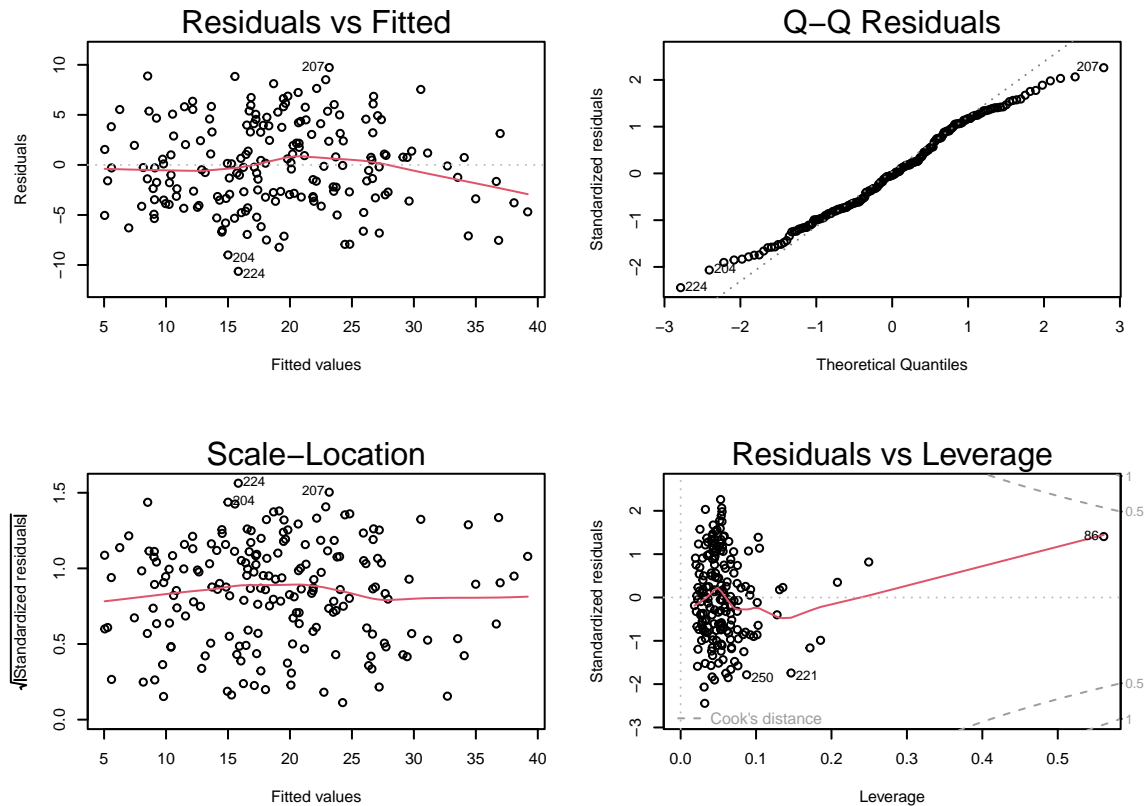 Residuals vs Fitted
Residuals
−10 −5 0 5 10
207
204
224
5 10 15 20 25 30 35 40
Fitted values
Q−Q Residuals
Standardized residuals
−2 −1 0 1 2
207
204
224
−3 −2 −1 0 1 2 3
Theoretical Quantiles
Scale−Location
√|Standardized residuals|
0.0 0.5 1.0 1.5
224
204
207
5 10 15 20 25 30 35 40
Fitted values
Residuals vs Leverage
Standardized residuals
−3 −2 −1 0 1 2
1
0.5
86
250
221
0.5
1
Cook's distance
0.0 0.1 0.2 0.3 0.4 0.5
Leverage